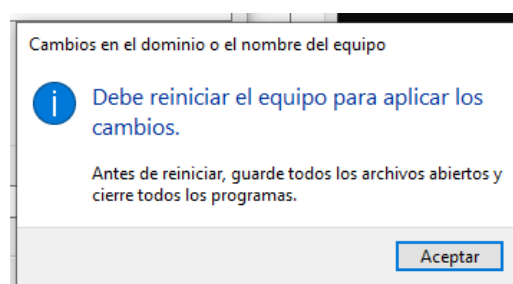 Cambios en el dominio o el nombre del equipo
Debe reiniciar el equipo para aplicar los
cambios.
Antes de reiniciar, guarde todos los archivos abiertos y
cierre todos los programas.
Aceptar